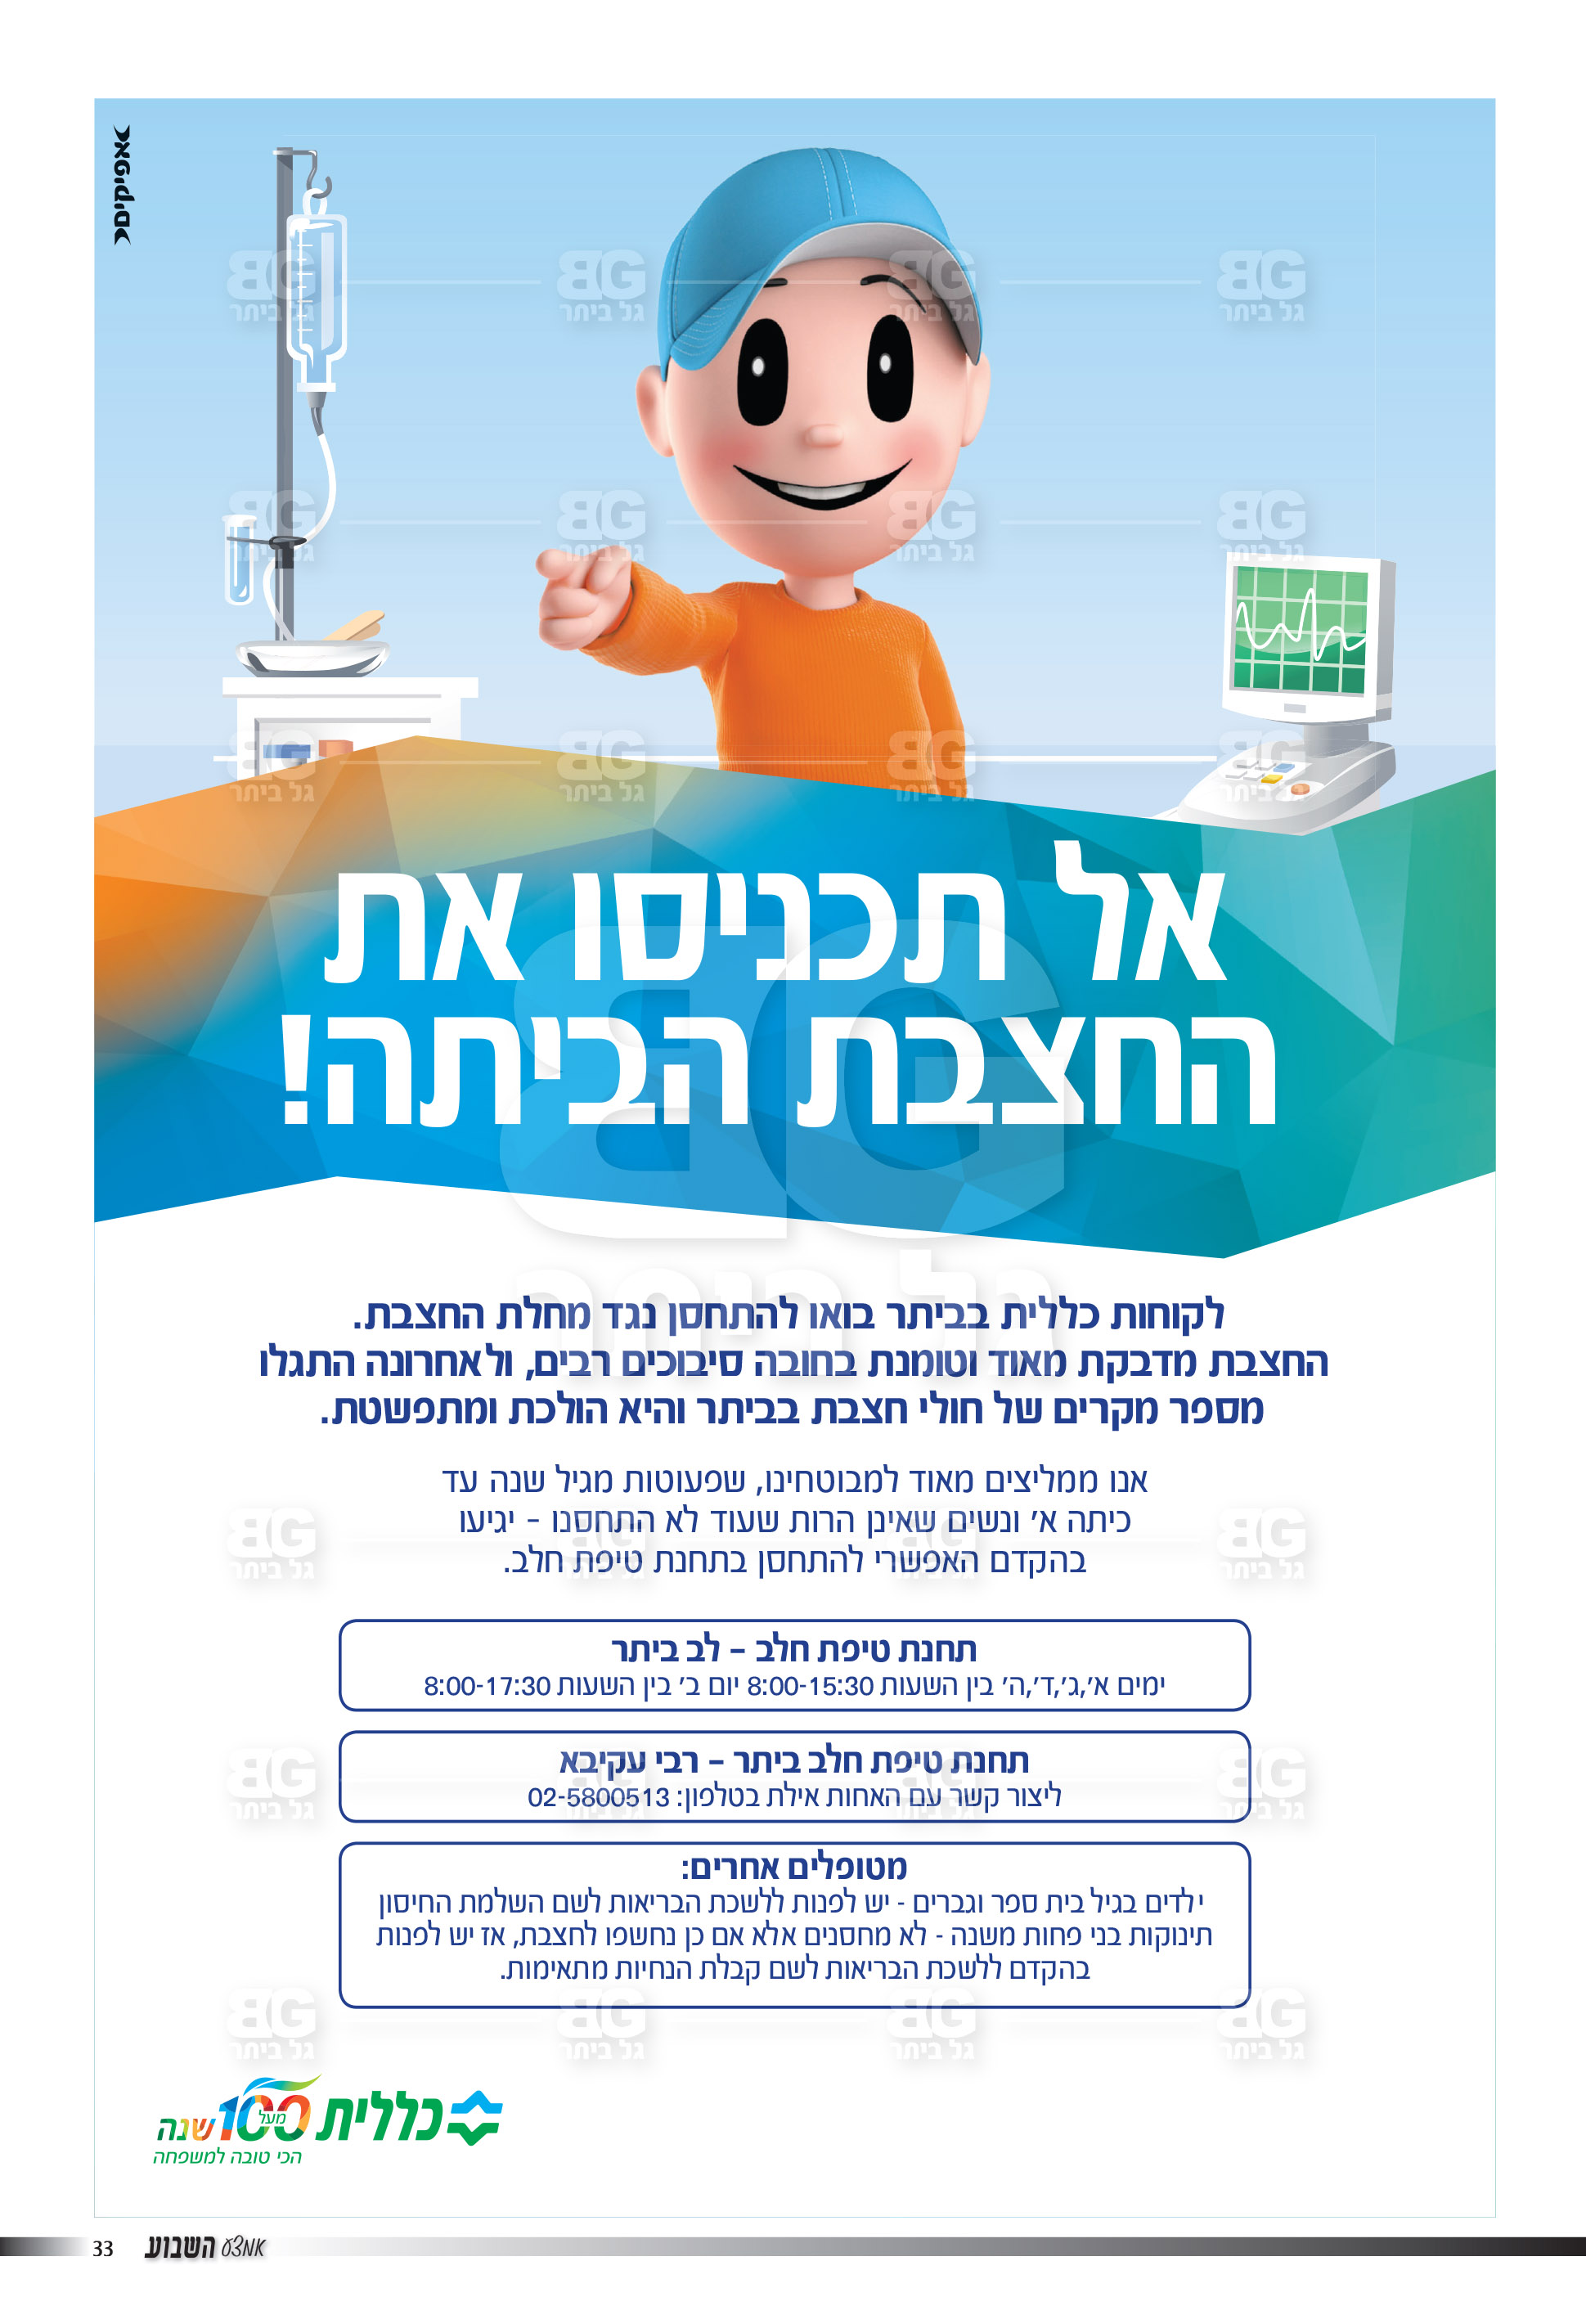 אפיקים
אל תכניסו את
החצבת הביתה!
לקוחות כללית בביתר בואו להתחסן נגד מחלת החצבת.
החצבת מדבקת מאוד וטומנת בחובה סיבוכים רבים, ולאחרונה התגלו
מספר מקרים של חולי חצבת בביתר והיא הולכת ומתפשטת.
אנו ממליצים מאוד למבוטחינו, שפעוטות מגיל שנה עד
כיתה א' ונשים שאינן הרות שעוד לא התחסנו - יגיעו
בהקדם האפשרי להתחסן בתחנת טיפת חלב.
תחנת טיפת חלב - לב ביתר
ימים א',ג',ד',ה' בין השעות 8:00-15:30 יום ב' בין השעות 8:00-17:30
תחנת טיפת חלב ביתר - רבי עקיבא
ליצור קשר עם האחות אילת בטלפון: 02-5800513
מטופלים אחרים:
ילדים בגיל בית ספר וגברים - יש לפנות ללשכת הבריאות לשם השלמת החיסון
תינוקות בני פחות משנה - לא מחסנים אלא אם כן נחשפו לחצבת, אז יש לפנות
בהקדם ללשכת הבריאות לשם קבלת הנחיות מתאימות.
כללית מעל 100 שנה
הכי טובה למשפחה
BG
גל ביתר
אמצע השבוע 33